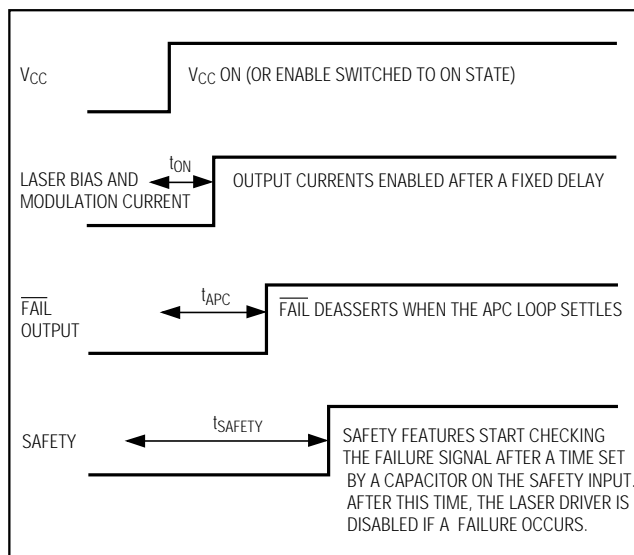 VCC
VCC ON (OR ENABLE SWITCHED TO ON STATE)
tON
LASER BIAS AND
MODULATION CURRENT
OUTPUT CURRENTS ENABLED AFTER A FIXED DELAY
tAPC
FAIL
OUTPUT
FAIL DEASSERTS WHEN THE APC LOOP SETTLES
tSAFETY
SAFETY
SAFETY FEATURES START CHECKING
THE FAILURE SIGNAL AFTER A TIME SET
BY A CAPACITOR ON THE SAFETY INPUT.
AFTER THIS TIME, THE LASER DRIVER IS
DISABLED IF A FAILURE OCCURS.